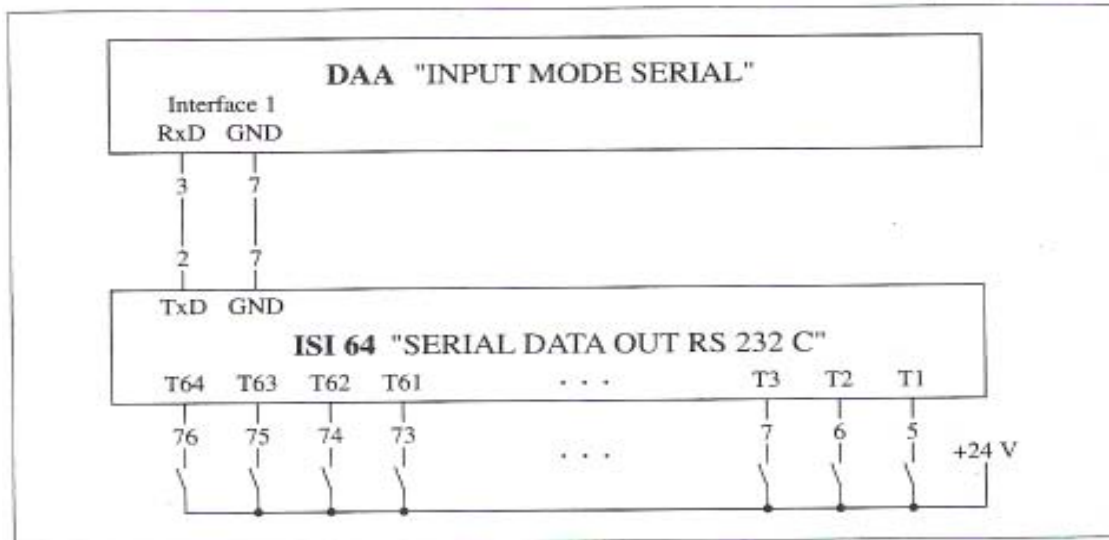 DAA "INPUT MODE SERIAL"
Interface 1
RxD GND
3 7
2 7
TxD GND
ISI 64 "SERIAL DATA OUT RS 232 C"
T64 T63 T62 T61 . . . T3 T2 T1
76 75 74 73 . . . 7 6 5
+24 V